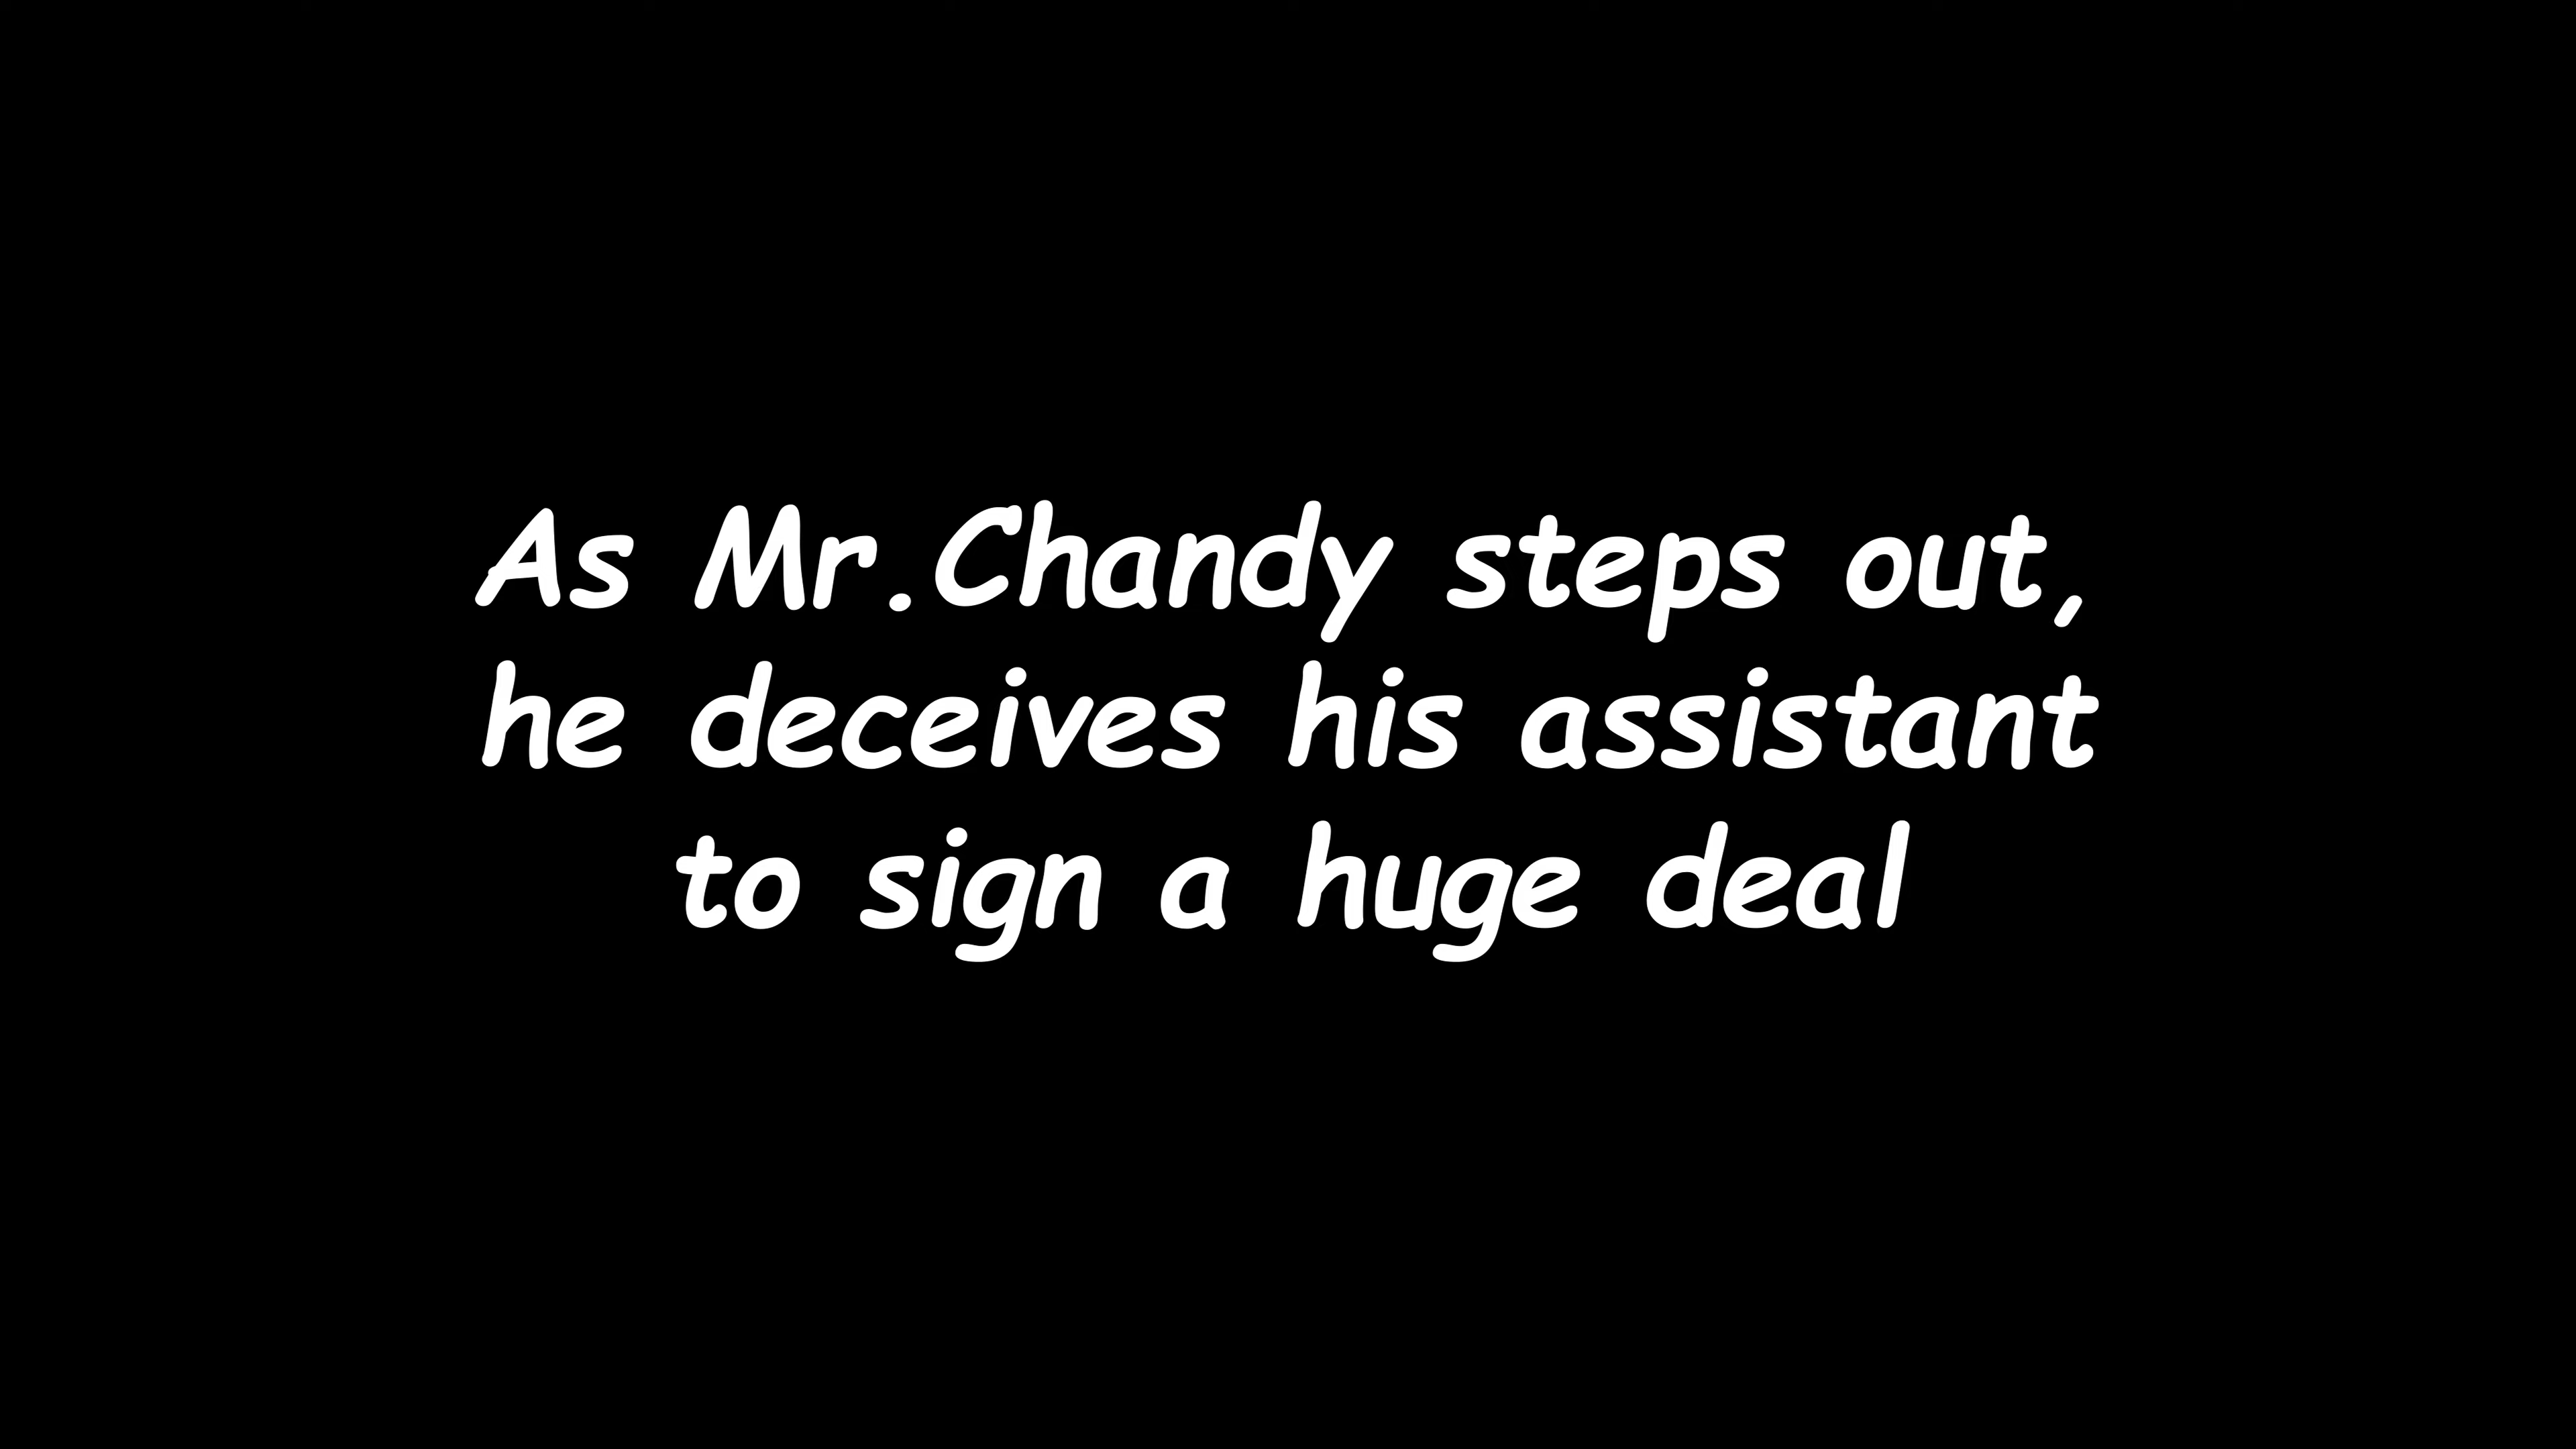 As Mr.Chandy steps out,
he deceives his assistant
to sign a huge deal